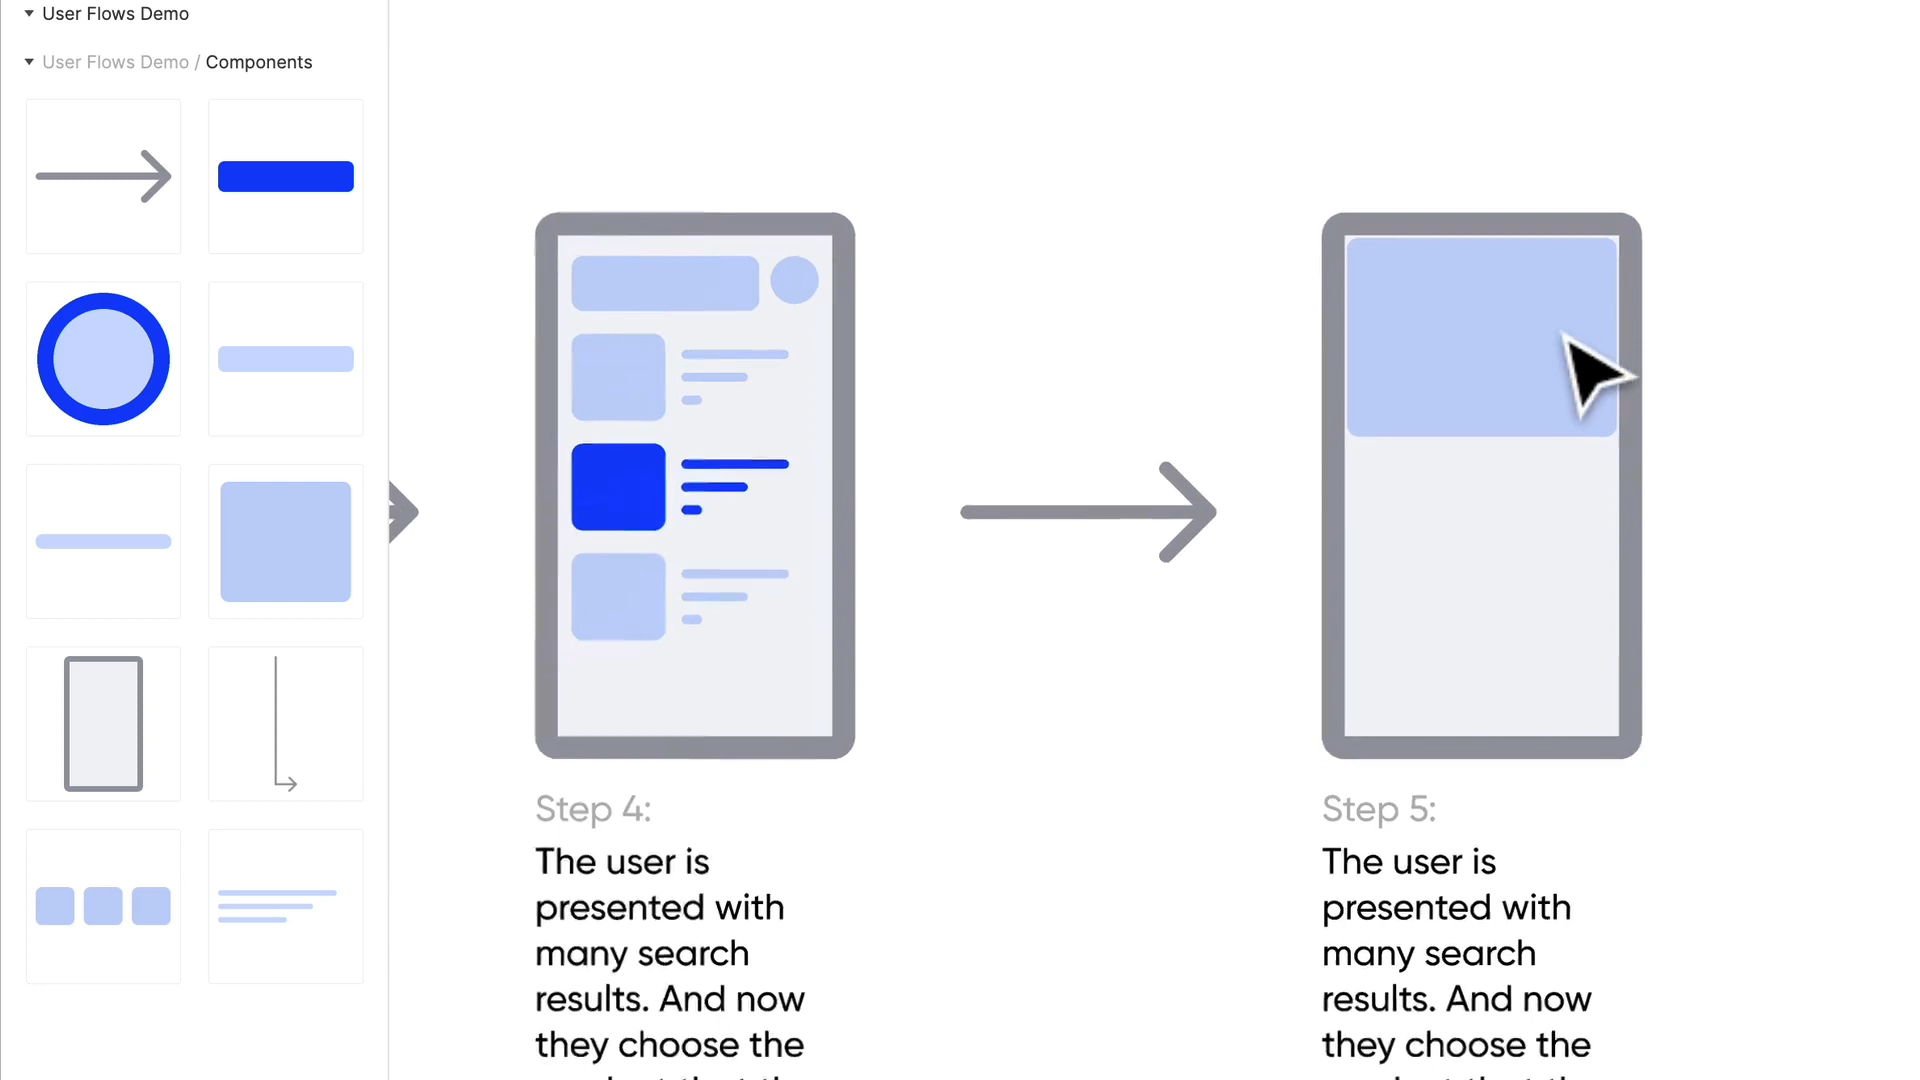 User Flows Demo
User Flows Demo / Components
Step 4:
The user is
presented with
many search
results. And now
they choose the
Step 5:
The user is
presented with
many search
results. And now
they choose the